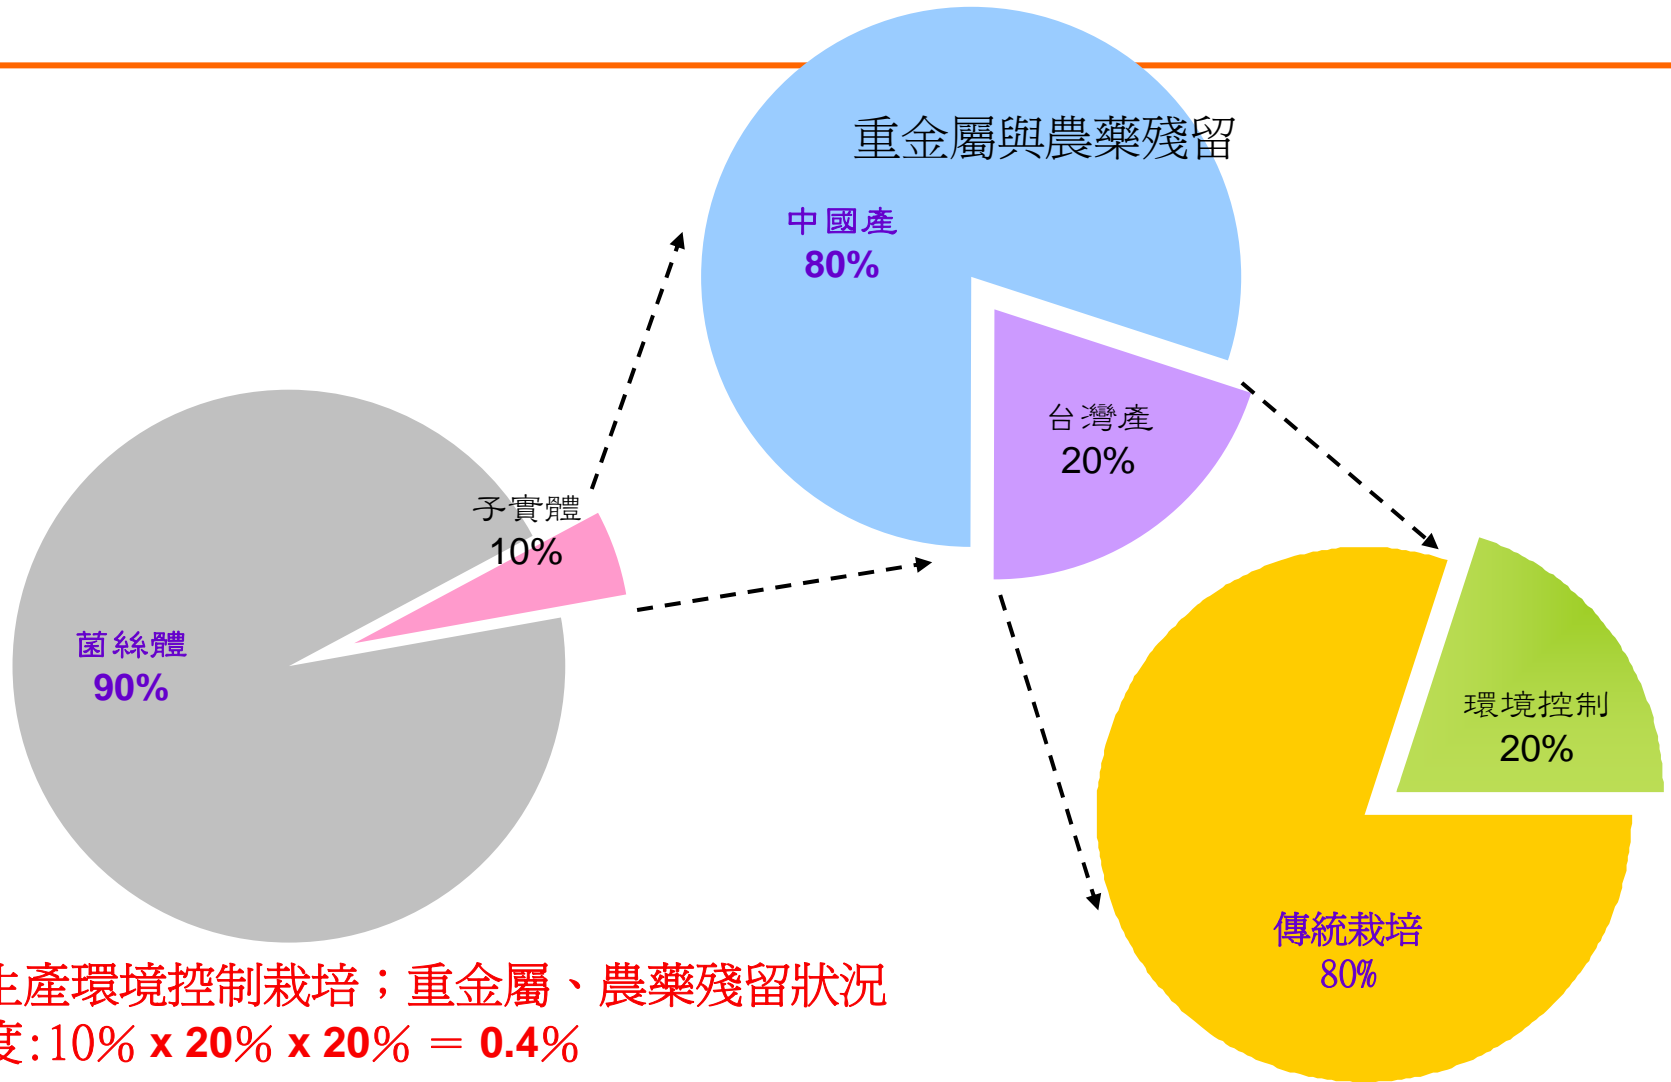 重金屬與農藥殘留
中國產
80%
台灣產
20%
子實體
10%
菌絲體
90%
環境控制
20%
傳統栽培
80%
生產環境控制栽培；重金屬、農藥殘留狀況
度:10% x 20% x 20% = 0.4%